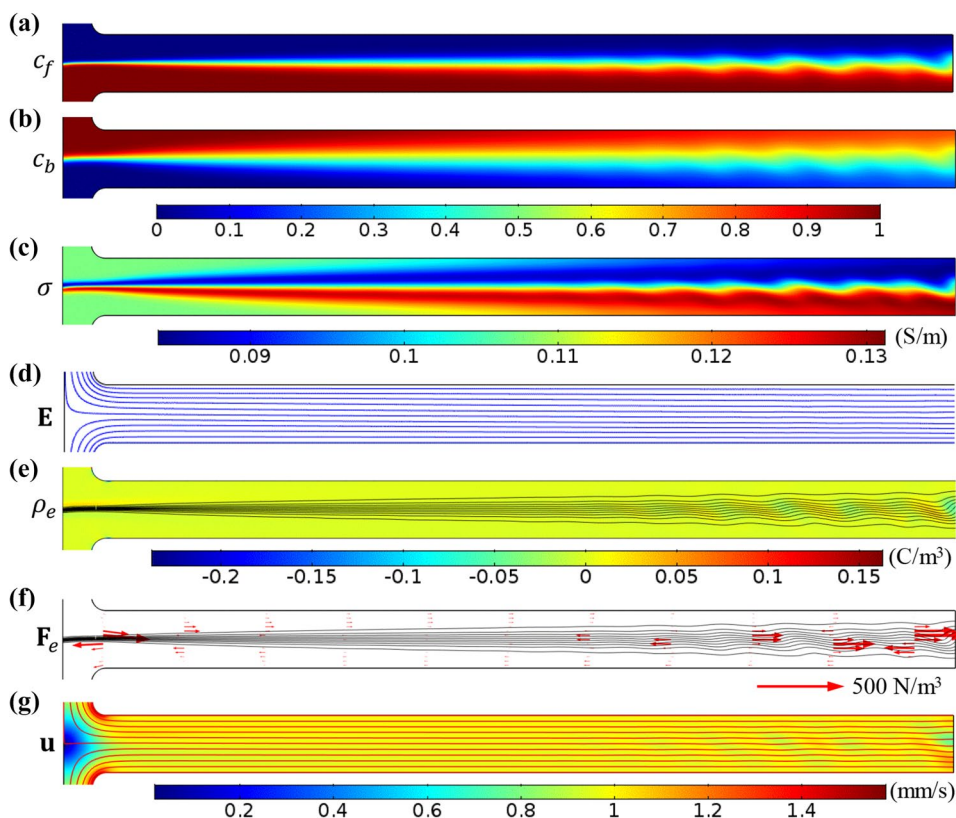 (a)
c_f
(b)
c_b
0 0.1 0.2 0.3 0.4 0.5 0.6 0.7 0.8 0.9 1
(c)
σ
0.09 0.1 0.11 0.12 0.13 (S/m)
(d)
E
(e)
ρ_e
-0.2 -0.15 -0.1 -0.05 0 0.05 0.1 0.15 (C/m³)
(f)
F_e
500 N/m³
(g)
u
0.2 0.4 0.6 0.8 1 1.2 1.4 (mm/s)